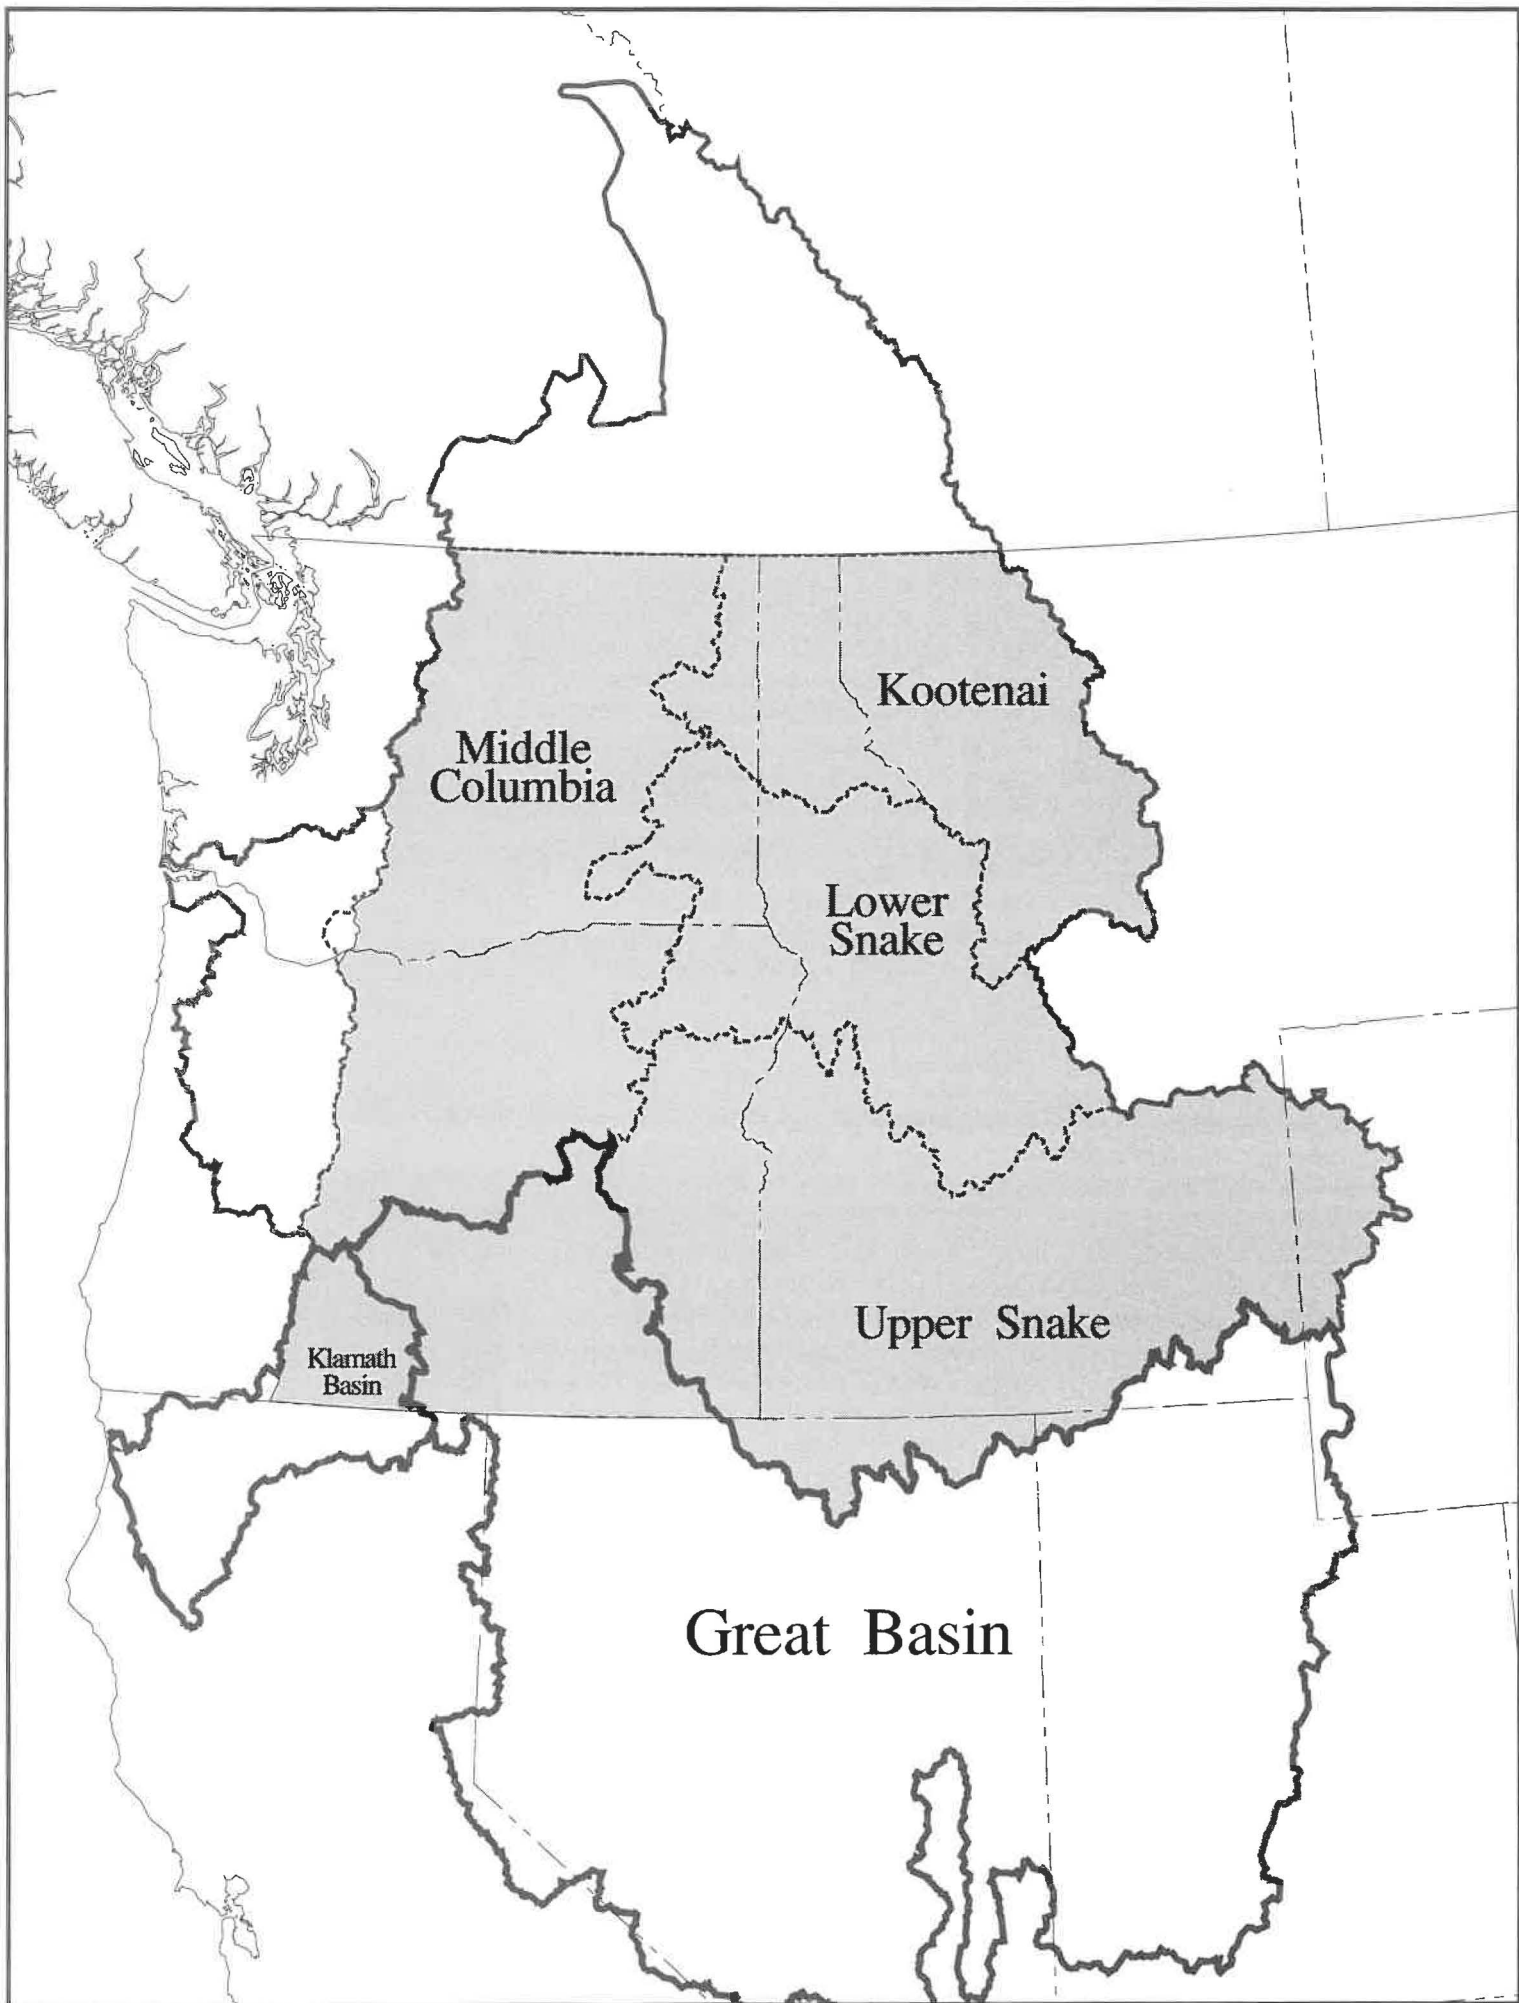 Kootenai
Middle
Columbia
Lower
Snake
Upper Snake
Klamath
Basin
Great Basin